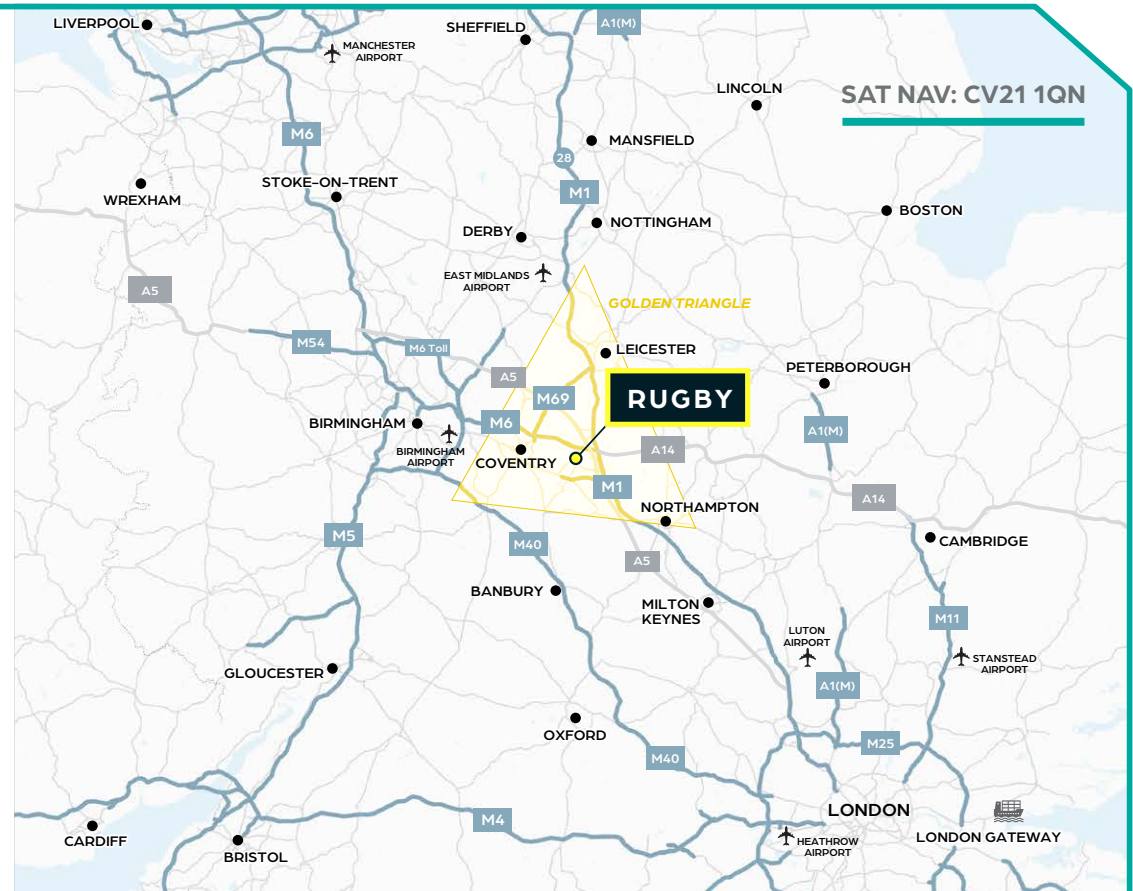 LIVERPOOL
SHEFFIELD
A1(M)
MANCHESTER
AIRPORT
LINCOLN
SAT NAV: CV21 1QN
M6
MANSFIELD
28
STOKE-ON-TRENT
M1
WREXHAM
BOSTON
NOTTINGHAM
DERBY
EAST MIDLANDS
AIRPORT
A5
GOLDEN TRIANGLE
M54
M6 Toll
LEICESTER
PETERBOROUGH
A5
M69
RUGBY
BIRMINGHAM
M6
A1(M)
BIRMINGHAM
AIRPORT
COVENTRY
A14
M1
A14
NORTHAMPTON
M5
M40
CAMBRIDGE
A5
BANBURY
MILTON
KEYNES
M11
LUTON
AIRPORT
STANSTEAD
AIRPORT
GLOUCESTER
A1(M)
OXFORD
M25
M40
LONDON
M4
CARDIFF
HEATHROW
AIRPORT
LONDON GATEWAY
BRISTOL